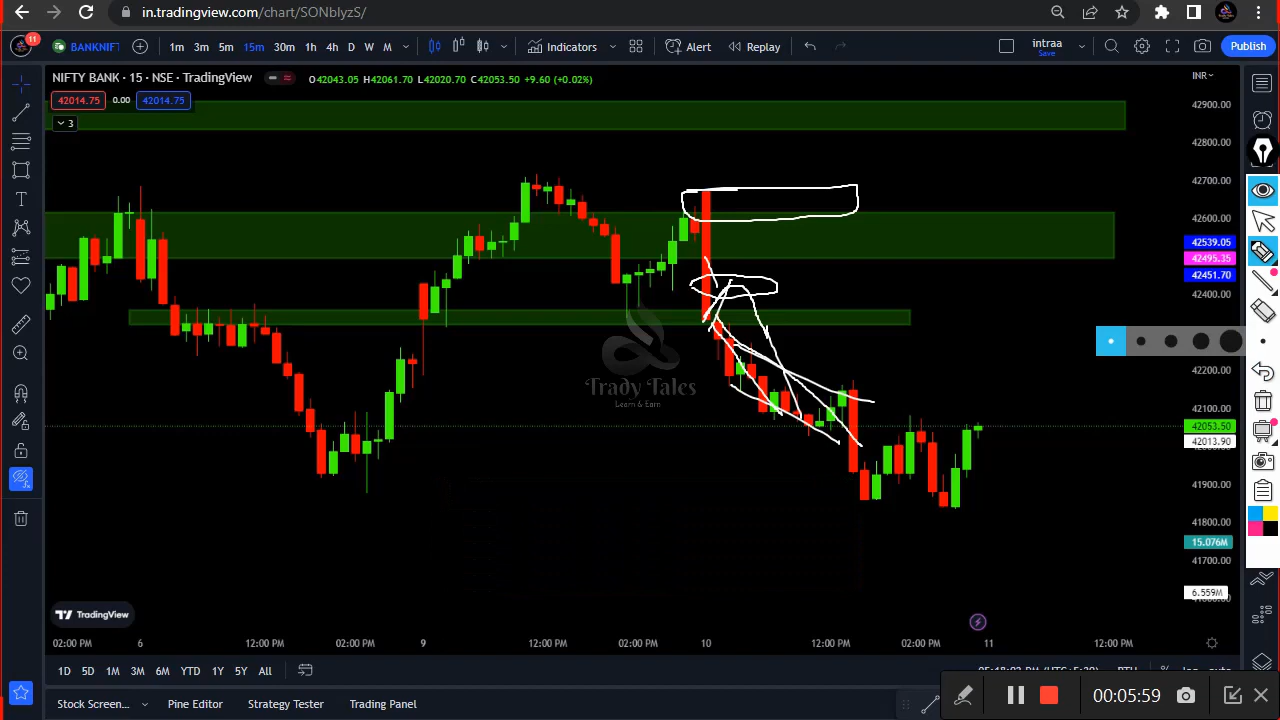 in.tradingview.com/chart/SONblyzS/
11 BANKNIFT 1m 3m 5m 15m 30m 1h 4h D W M Indicators Alert Replay intraa Save Publish
NIFTY BANK · 15 · NSE · TradingView O42043.05 H42061.70 L42020.70 C42053.50 +9.60 (+0.02%) INR
42014.75 0.00 42014.75
3
42900.00
42800.00
42700.00
42600.00
42539.05
42495.35
42451.70
42400.00
42200.00
42100.00
42053.50
42013.90
41900.00
41800.00
41700.00
15.076M
6.559M
Trady Tales
Learn & Earn
TradingView
02:00 PM 6 12:00 PM 02:00 PM 9 12:00 PM 02:00 PM 10 12:00 PM 02:00 PM 11 12:00 PM
1D 5D 1M 3M 6M YTD 1Y 5Y All
Stock Screen... Pine Editor Strategy Tester Trading Panel
00:05:59